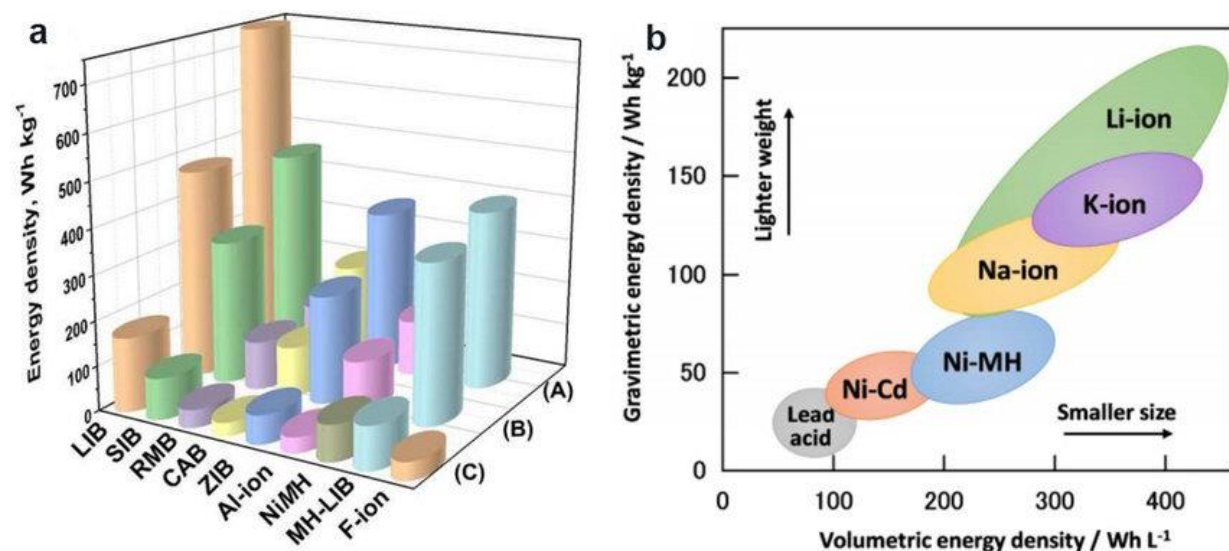 a
Energy density, Wh kg⁻¹
700
600
500
400
300
200
100
0
LIB
SIB
RMB
CAB
ZIB
Al-ion
NiMH
MH-LIB
F-ion
(A)
(B)
(C)
b
Gravimetric energy density / Wh kg⁻¹
200
150
100
50
0
Lighter weight
Li-ion
K-ion
Na-ion
Ni-MH
Ni-Cd
Lead
acid
Smaller size
0 100 200 300 400
Volumetric energy density / Wh L⁻¹